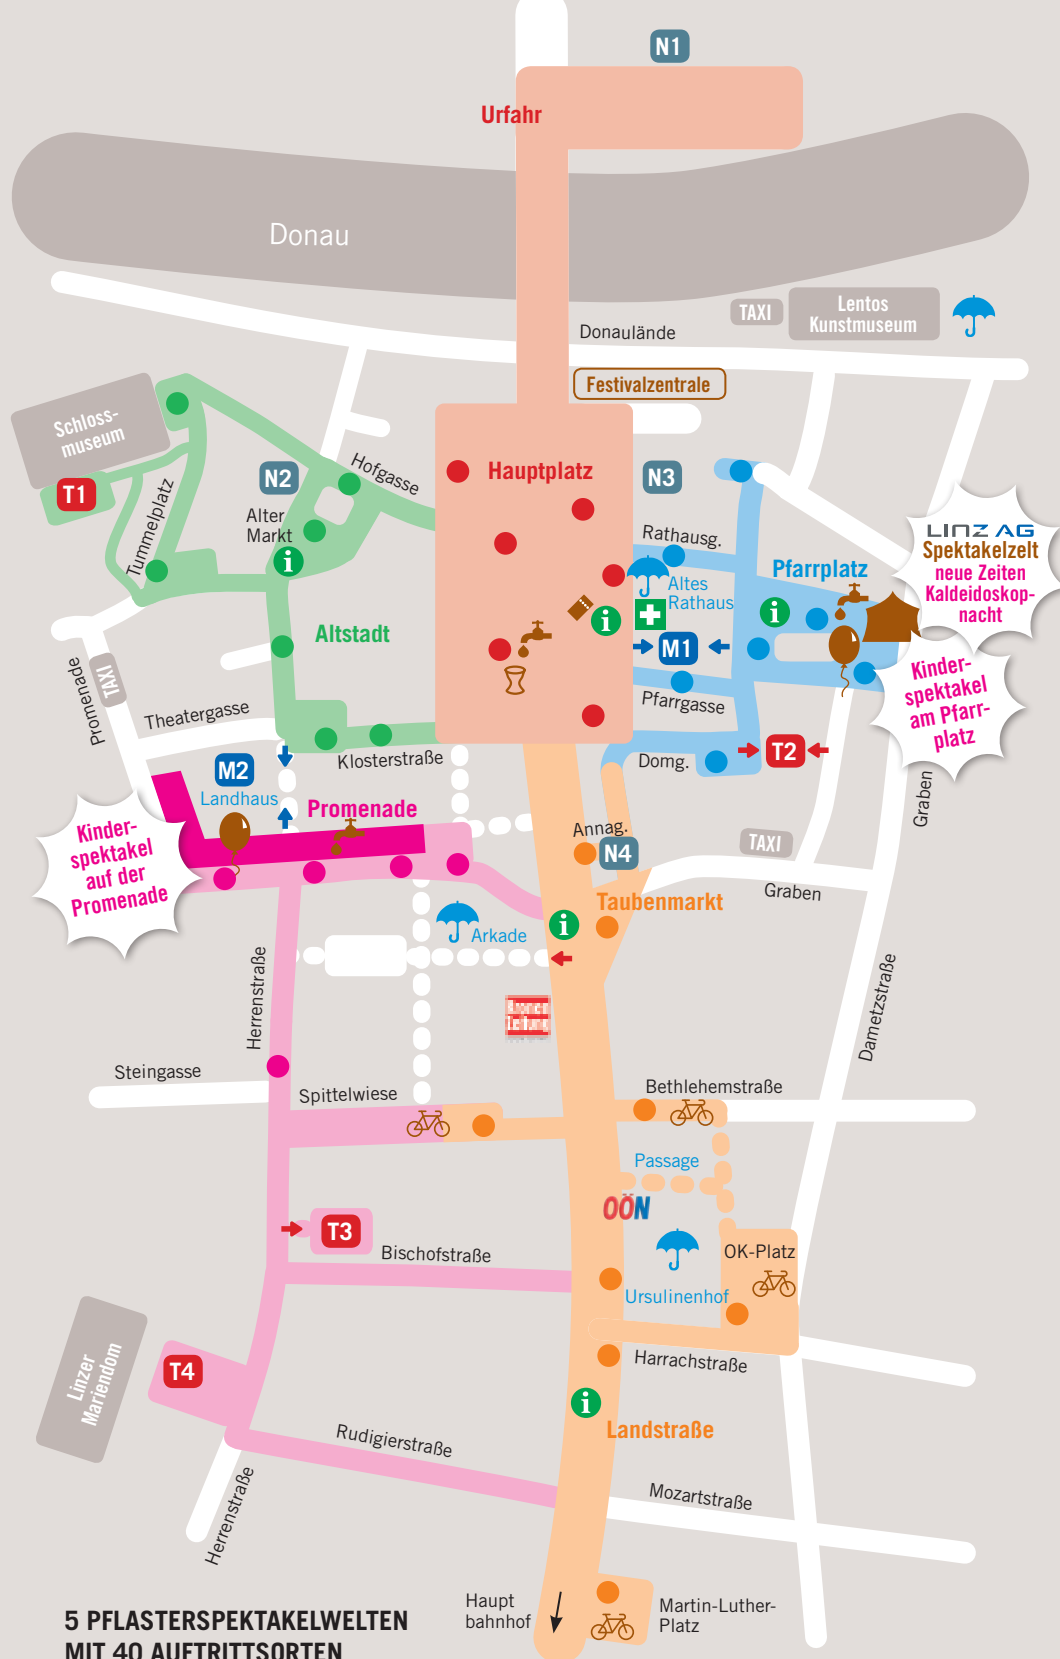 N1
Urfahr
Donau
TAXI
Lentos
Kunstmuseum
Donaulände
Festivalzentrale
Schloss-
museum
T1
N2
Hofgasse
Hauptplatz
N3
Tummelplatz
Alter
Markt
i
Rathausg.
Pfarrplatz
LINZ AG
Spektakelzelt
neue Zeiten
Kaldeidoskop-
nacht
Altes
Rathaus
i
i
Altstadt
M1
Kinder-
spektakel
am Pfarr-
platz
Promenade
TAXI
Theatergasse
Pfarrgasse
Klosterstraße
Domg.
T2
M2
Landhaus
Promenade
Graben
Kinder-
spektakel
auf der
Promenade
Annag.
N4
TAXI
Graben
Taubenmarkt
i
Arkade
Herrenstraße
Dametzstraße
Steingasse
Spittelwiese
Bethlehemstraße
Passage
OÖN
T3
Bischofstraße
OK-Platz
Ursulinenhof
Linzer
Mariendom
T4
Harrachstraße
i
Landstraße
Rudigierstraße
Mozartstraße
Herrenstraße
Haupt
bahnhof
Martin-Luther-
Platz
5 PFLASTERSPEKTAKELWELTEN
MIT 40 AUFTRITTSORTEN